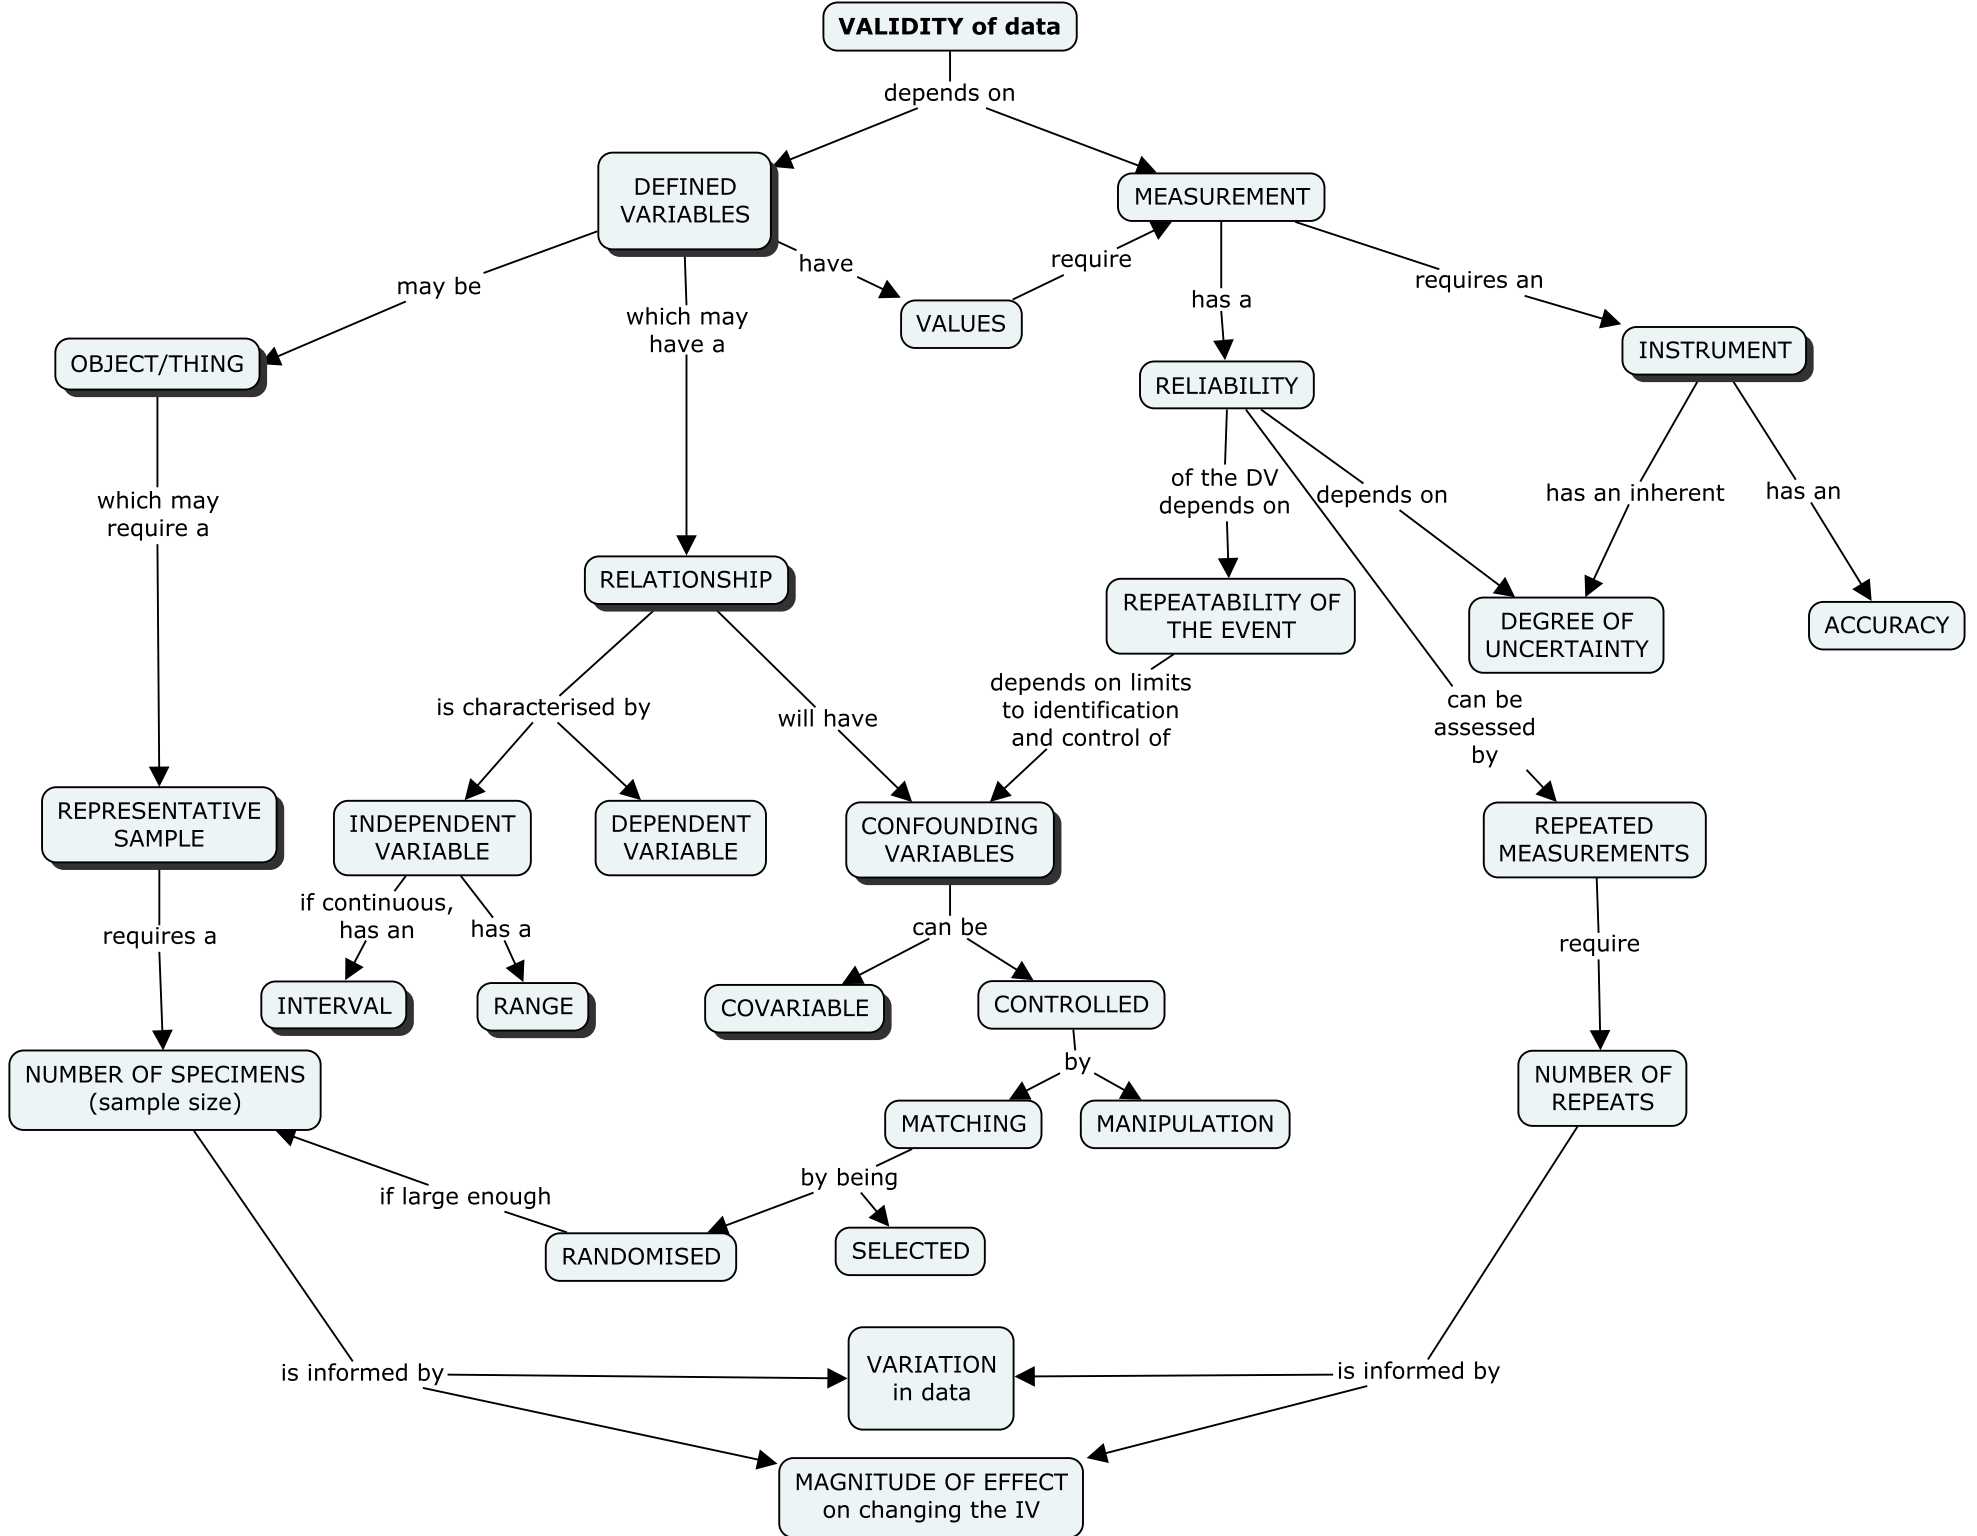 VALIDITY of data
depends on
DEFINED
VARIABLES
MEASUREMENT
may be
which may
have a
have
VALUES
require
has a
requires an
OBJECT/THING
RELIABILITY
INSTRUMENT
which may
require a
of the DV
depends on
depends on
has an inherent
has an
RELATIONSHIP
REPEATABILITY OF
THE EVENT
DEGREE OF
UNCERTAINTY
ACCURACY
is characterised by
will have
depends on limits
to identification
and control of
can be
assessed
by
REPRESENTATIVE
SAMPLE
INDEPENDENT
VARIABLE
DEPENDENT
VARIABLE
CONFOUNDING
VARIABLES
REPEATED
MEASUREMENTS
requires a
if continuous,
has an
has a
can be
require
INTERVAL
RANGE
COVARIABLE
CONTROLLED
NUMBER OF SPECIMENS
(sample size)
by
NUMBER OF
REPEATS
MATCHING
MANIPULATION
if large enough
by being
RANDOMISED
SELECTED
is informed by
VARIATION
in data
is informed by
MAGNITUDE OF EFFECT
on changing the IV